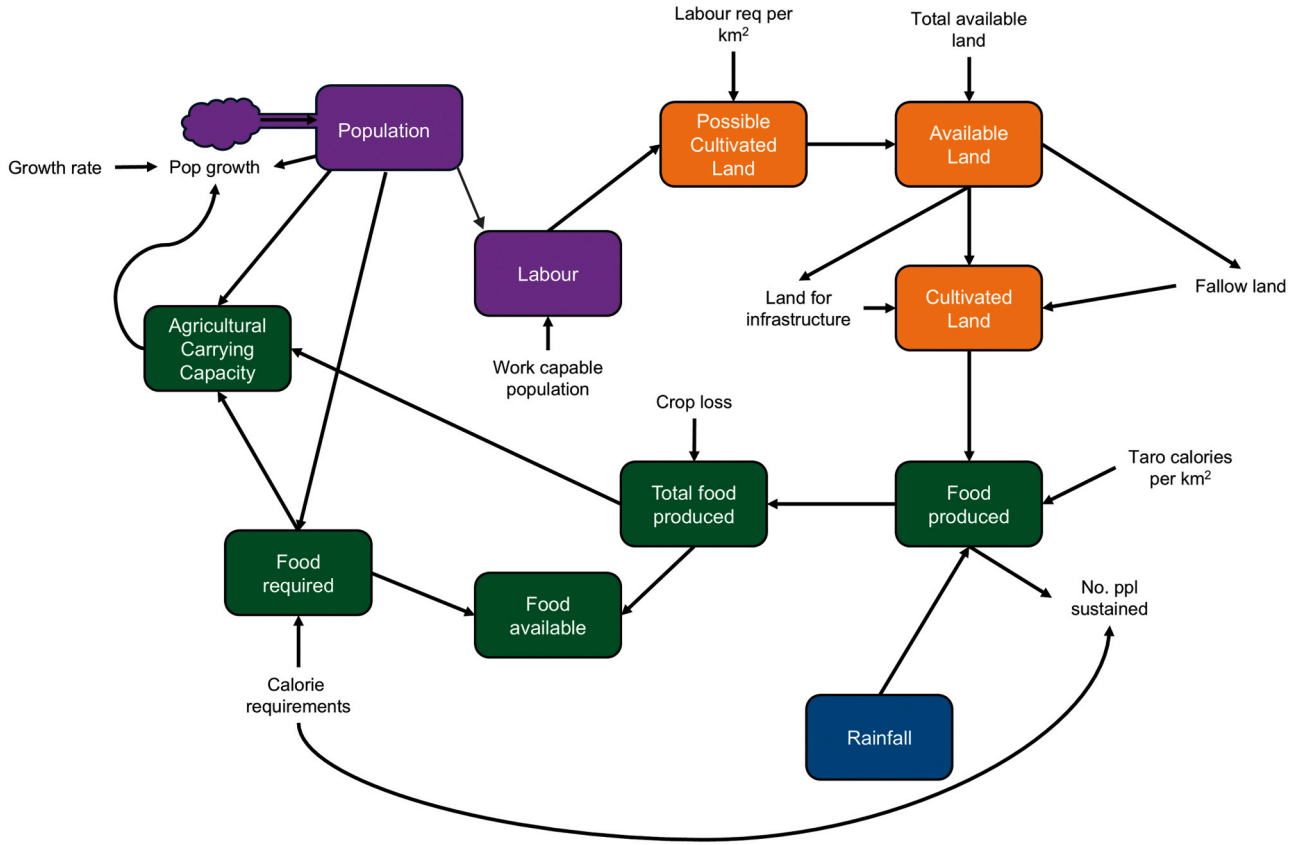 Labour req per
km²
Total available
land
Population
Possible
Cultivated
Land
Available
Land
Growth rate
Pop growth
Labour
Land for
infrastructure
Cultivated
Land
Fallow land
Agricultural
Carrying
Capacity
Work capable
population
Crop loss
Taro calories
per km²
Total food
produced
Food
produced
Food
required
Food
available
No. ppl
sustained
Calorie
requirements
Rainfall